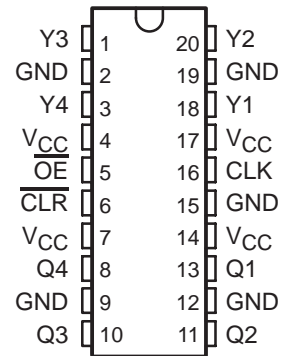 Y3 1 20 Y2
GND 2 19 GND
Y4 3 18 Y1
VCC 4 17 VCC
O̅E̅ 5 16 CLK
C̅L̅R̅ 6 15 GND
VCC 7 14 VCC
Q4 8 13 Q1
GND 9 12 GND
Q3 10 11 Q2